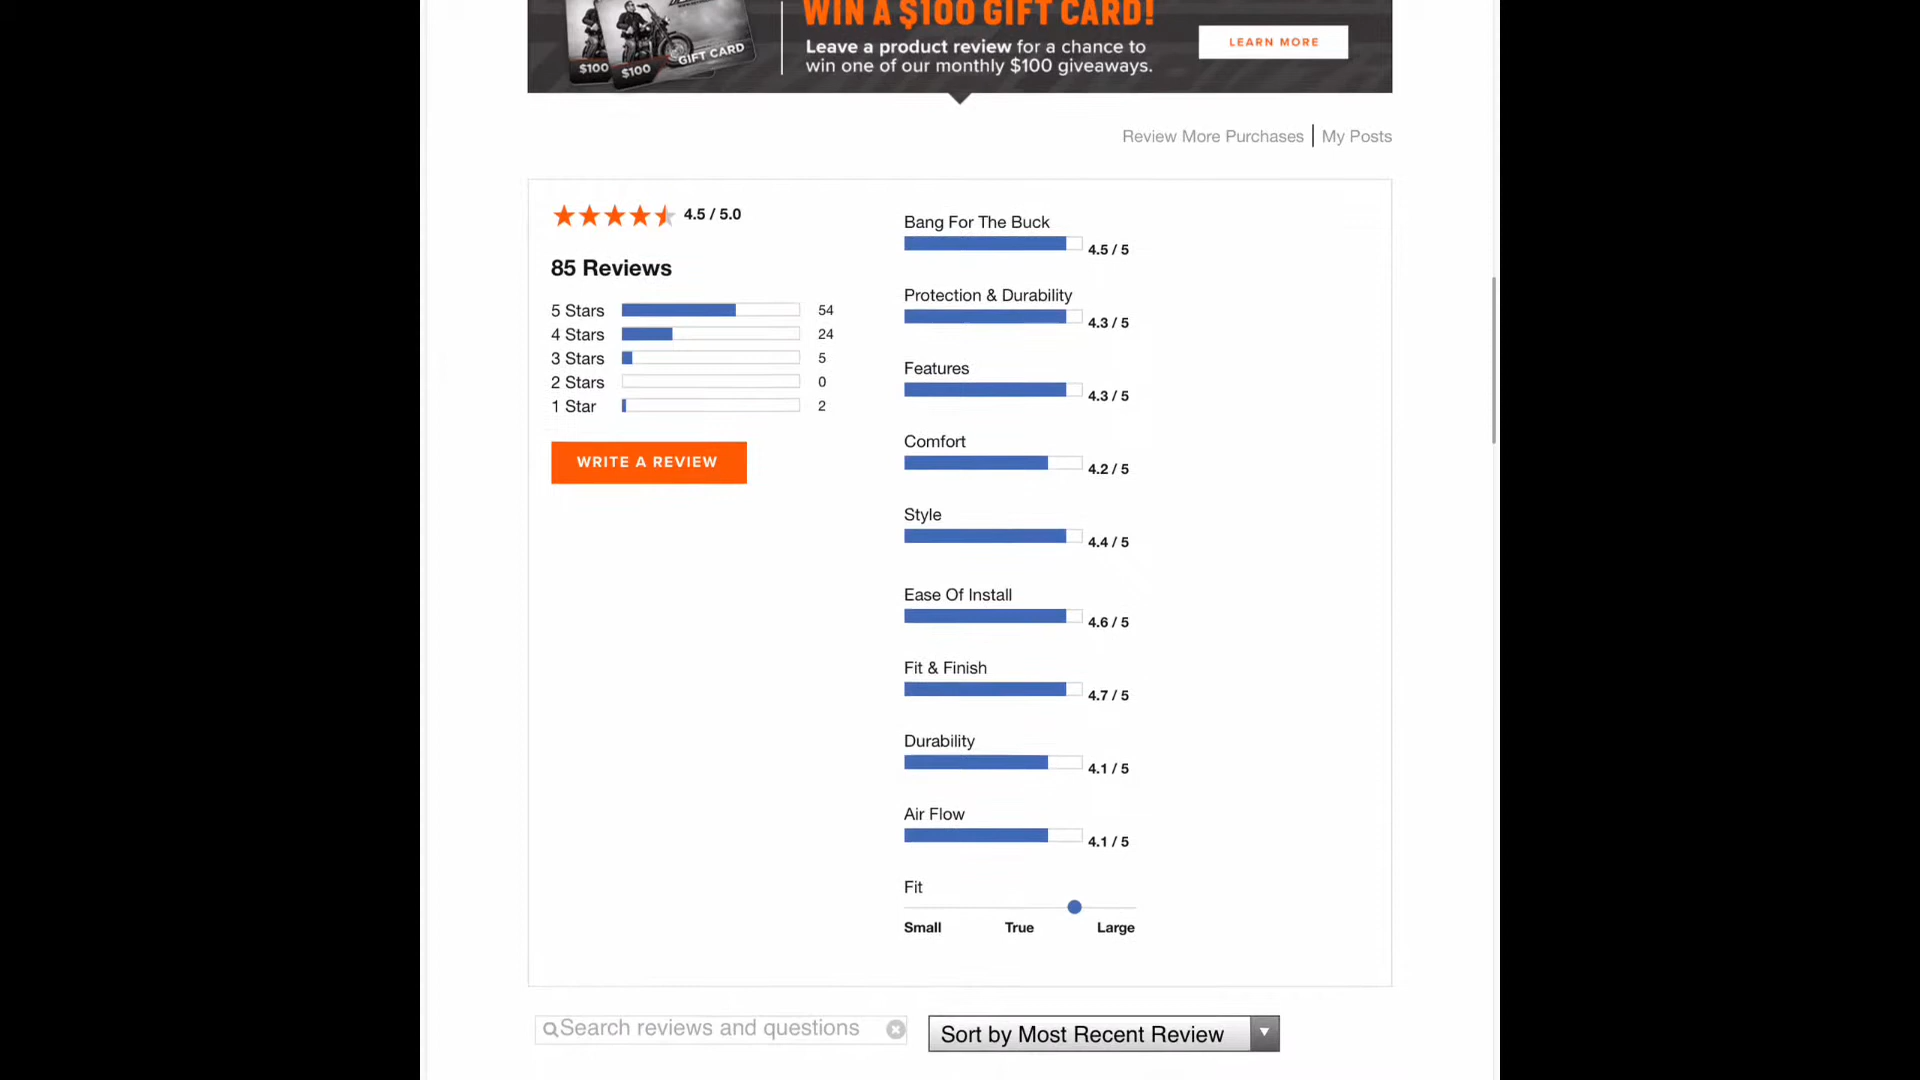 WIN A $100 GIFT CARD!
Leave a product review for a chance to
win one of our monthly $100 giveaways.
LEARN MORE
$100
$100
GIFT CARD
Review More Purchases | My Posts
4.5 / 5.0
85 Reviews
5 Stars 54
4 Stars 24
3 Stars 5
2 Stars 0
1 Star 2
WRITE A REVIEW
Bang For The Buck
4.5 / 5
Protection & Durability
4.3 / 5
Features
4.3 / 5
Comfort
4.2 / 5
Style
4.4 / 5
Ease Of Install
4.6 / 5
Fit & Finish
4.7 / 5
Durability
4.1 / 5
Air Flow
4.1 / 5
Fit
Small True Large
Search reviews and questions
Sort by Most Recent Review